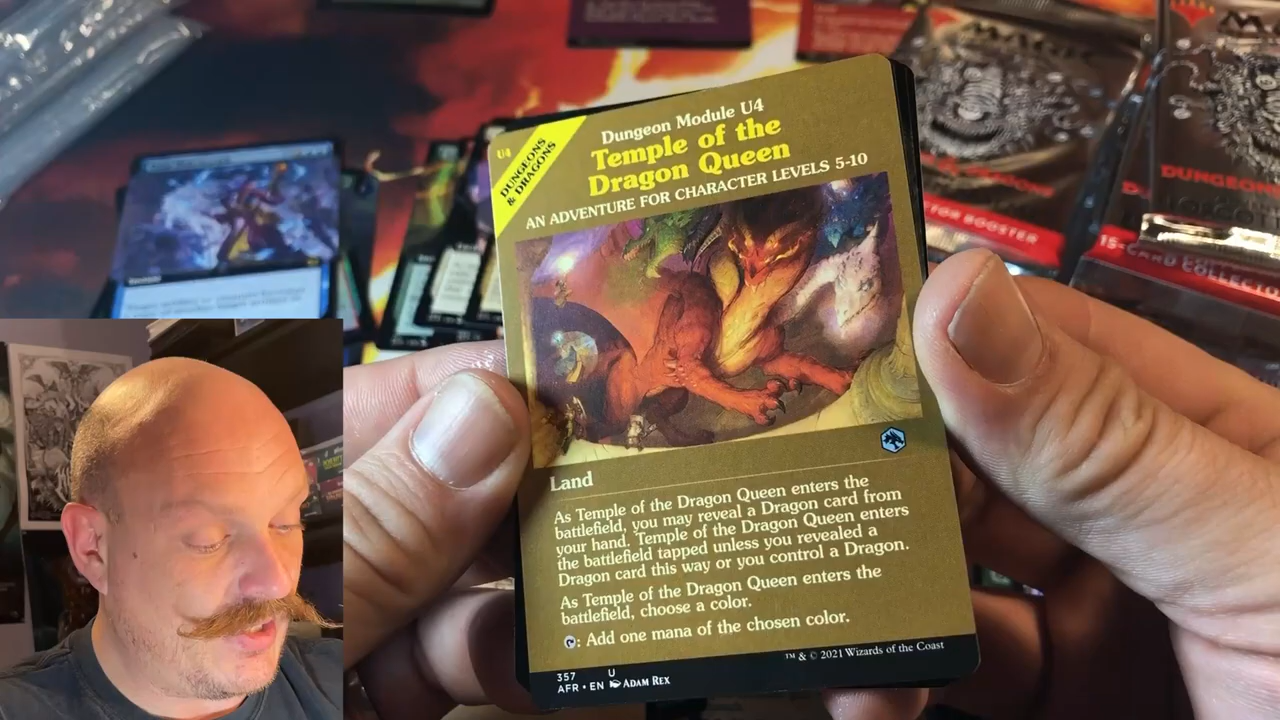 Dungeon Module U4
U4
DUNGEONS
& DRAGONS
Temple of the
Dragon Queen
AN ADVENTURE FOR CHARACTER LEVELS 5-10
Land
As Temple of the Dragon Queen enters the
battlefield, you may reveal a Dragon card from
your hand. Temple of the Dragon Queen enters
the battlefield tapped unless you revealed a
Dragon card this way or you control a Dragon.
As Temple of the Dragon Queen enters the
battlefield, choose a color.
: Add one mana of the chosen color.
357 U
AFR • EN ADAM REX
™ & © 2021 Wizards of the Coast
MAGIC
DUNGEONS
BOOSTER
15-
CARD COLLECTO